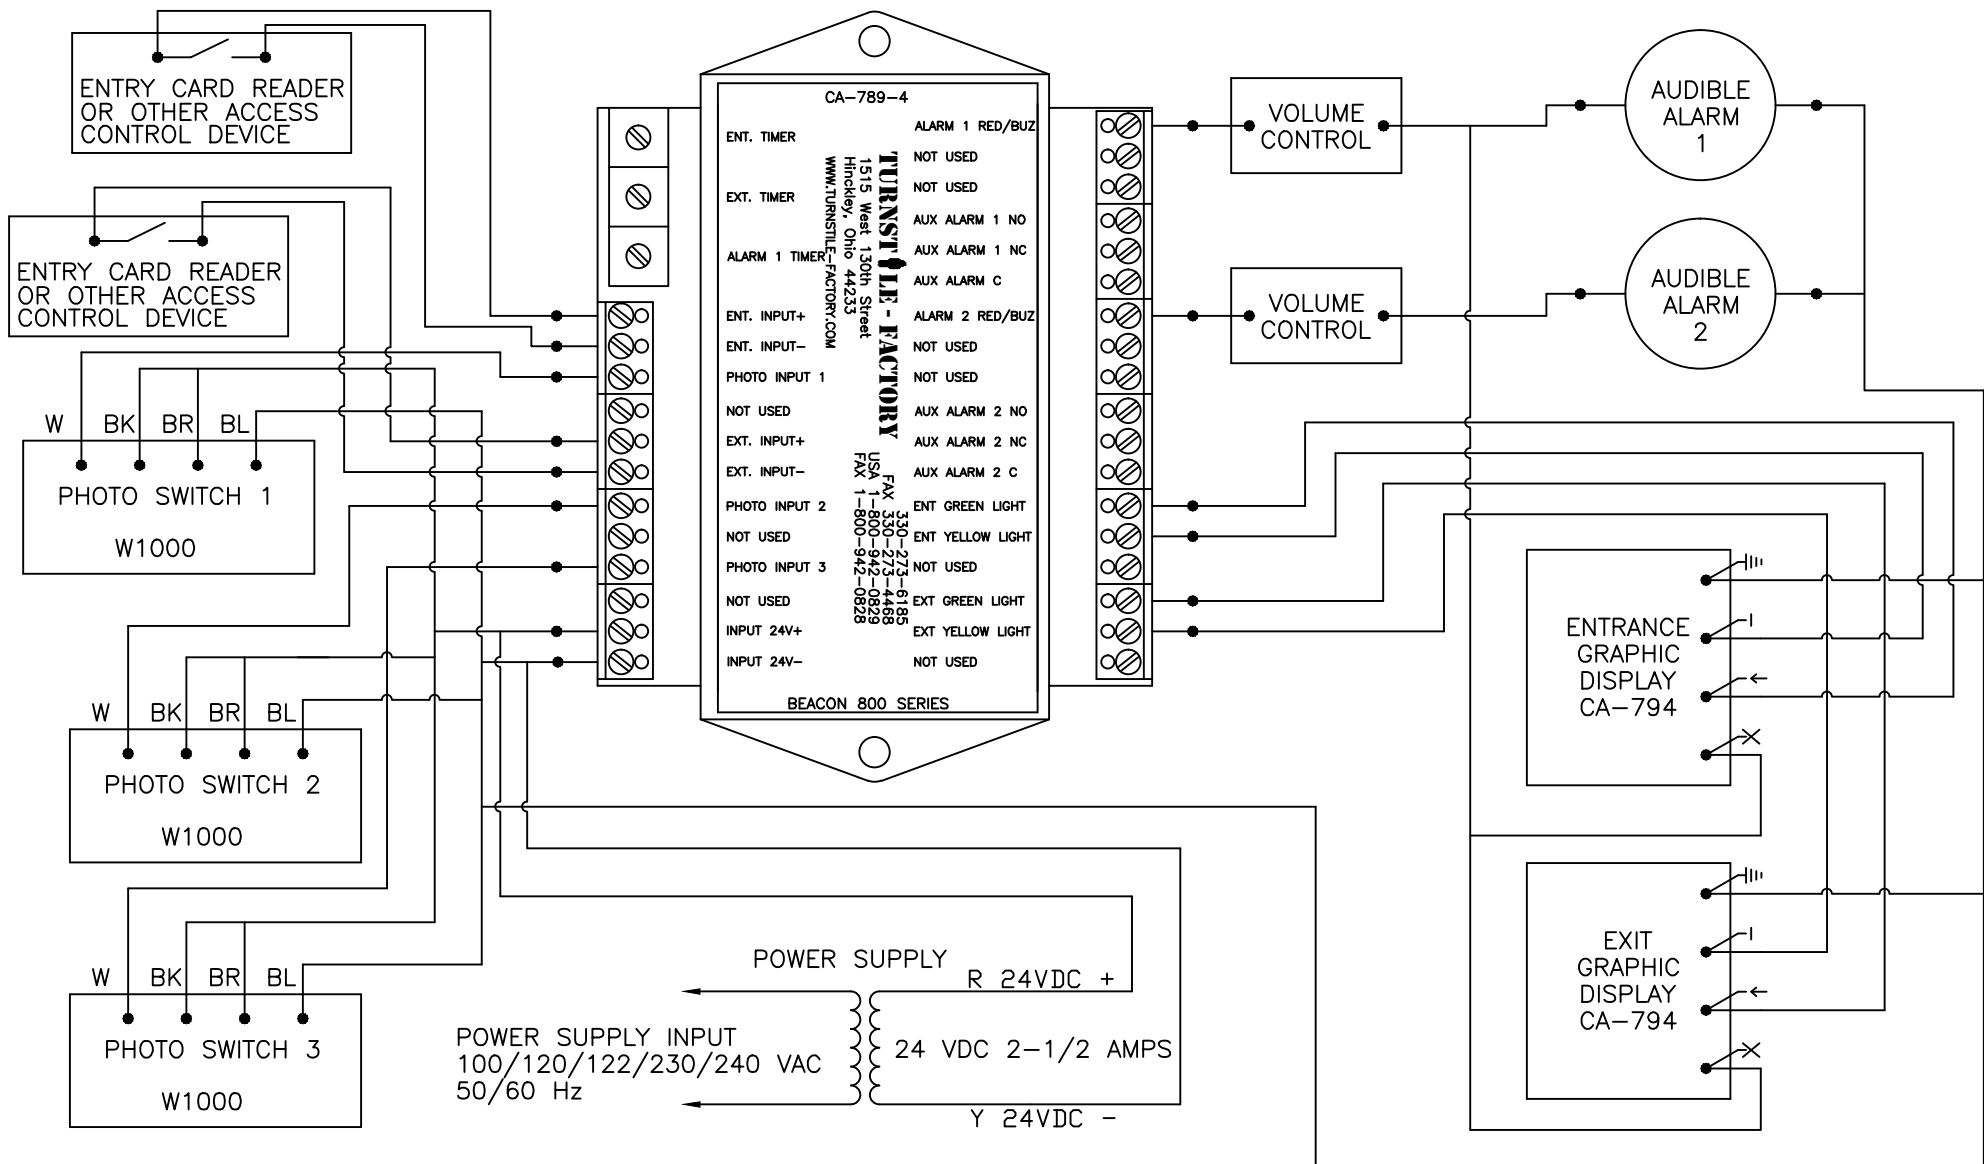 ENTRY CARD READER
OR OTHER ACCESS
CONTROL DEVICE
ENTRY CARD READER
OR OTHER ACCESS
CONTROL DEVICE
W BK BR BL
PHOTO SWITCH 1
W1000
W BK BR BL
PHOTO SWITCH 2
W1000
W BK BR BL
PHOTO SWITCH 3
W1000
CA-789-4
ENT. TIMER
EXT. TIMER
ALARM 1 TIMER
ENT. INPUT+
ENT. INPUT-
PHOTO INPUT 1
NOT USED
EXT. INPUT+
EXT. INPUT-
PHOTO INPUT 2
NOT USED
PHOTO INPUT 3
NOT USED
INPUT 24V+
INPUT 24V-
TURNSTILE-FACTORY
1515 West 130th Street
Hinckley, Ohio 44233
WWW.TURNSTILE-FACTORY.COM
330-273-6185
FAX 330-273-4468
USA 1-800-942-0829
FAX 1-800-942-0828
ALARM 1 RED/BUZ
NOT USED
NOT USED
AUX ALARM 1 NO
AUX ALARM 1 NC
AUX ALARM C
ALARM 2 RED/BUZ
NOT USED
NOT USED
AUX ALARM 2 NO
AUX ALARM 2 NC
AUX ALARM 2 C
ENT GREEN LIGHT
ENT YELLOW LIGHT
NOT USED
EXT GREEN LIGHT
EXT YELLOW LIGHT
NOT USED
BEACON 800 SERIES
VOLUME
CONTROL
AUDIBLE
ALARM
1
VOLUME
CONTROL
AUDIBLE
ALARM
2
ENTRANCE
GRAPHIC
DISPLAY
CA-794
EXIT
GRAPHIC
DISPLAY
CA-794
POWER SUPPLY
R 24VDC +
POWER SUPPLY INPUT
100/120/122/230/240 VAC
50/60 Hz
24 VDC 2-1/2 AMPS
Y 24VDC -